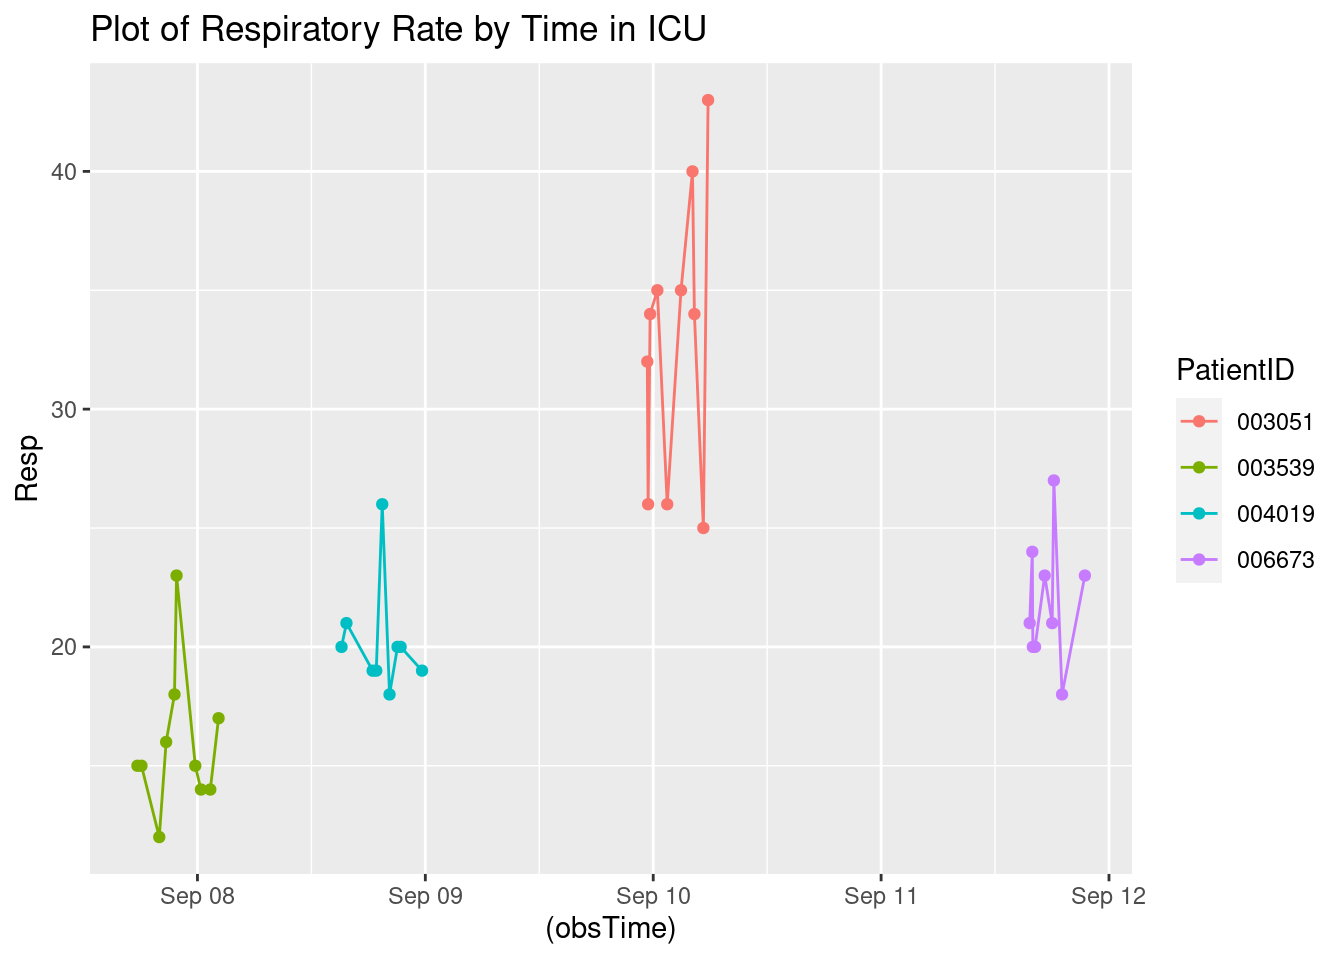 Plot of Respiratory Rate by Time in ICU
40
30
20
Resp
Sep 08
Sep 09
Sep 10
Sep 11
Sep 12
(obsTime)
PatientID
003051
003539
004019
006673